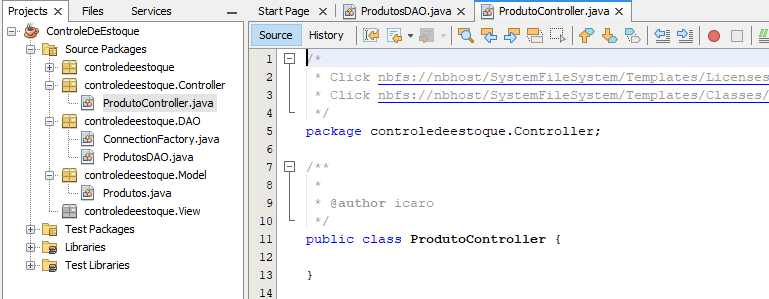 Projects
Files
Services
ControleDeEstoque
Source Packages
controledeestoque
controledeestoque.Controller
ProdutoController.java
controledeestoque.DAO
ConnectionFactory.java
ProdutosDAO.java
controledeestoque.Model
Produtos.java
controledeestoque.View
Test Packages
Libraries
Test Libraries
Start Page
ProdutosDAO.java
ProdutoController.java
Source
History
1 /*
2 * Click nbfs://nbhost/SystemFileSystem/Templates/Licenses
3 * Click nbfs://nbhost/SystemFileSystem/Templates/Classes/
4 */
5 package controledeestoque.Controller;
6
7 /**
8 *
9 * @author icaro
10 */
11 public class ProdutoController {
12
13 }
14